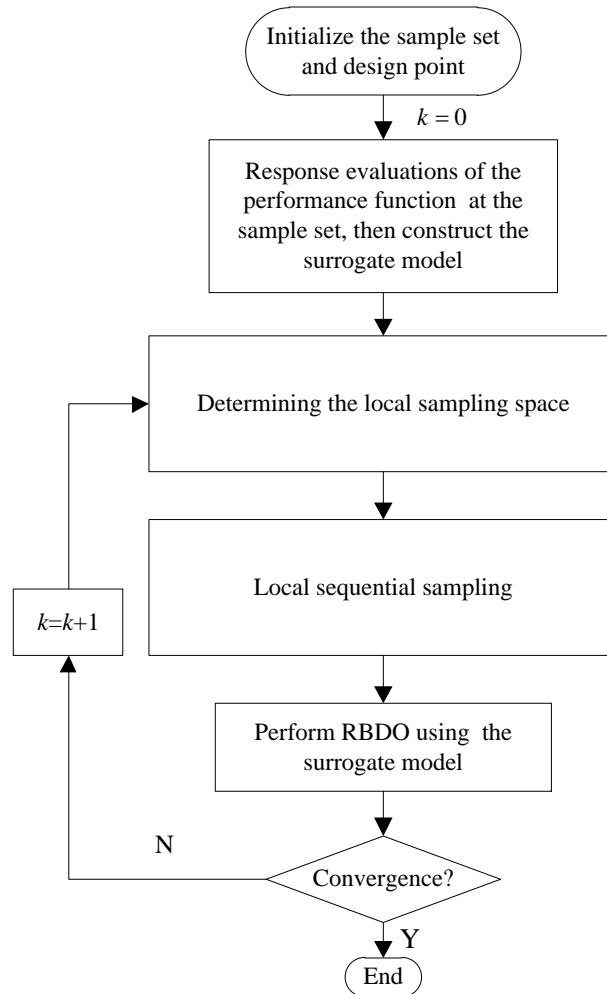 Initialize the sample set
and design point
k = 0
Response evaluations of the
performance function at the
sample set, then construct the
surrogate model
Determining the local sampling space
Local sequential sampling
k=k+1
Perform RBDO using the
surrogate model
N
Convergence?
Y
End